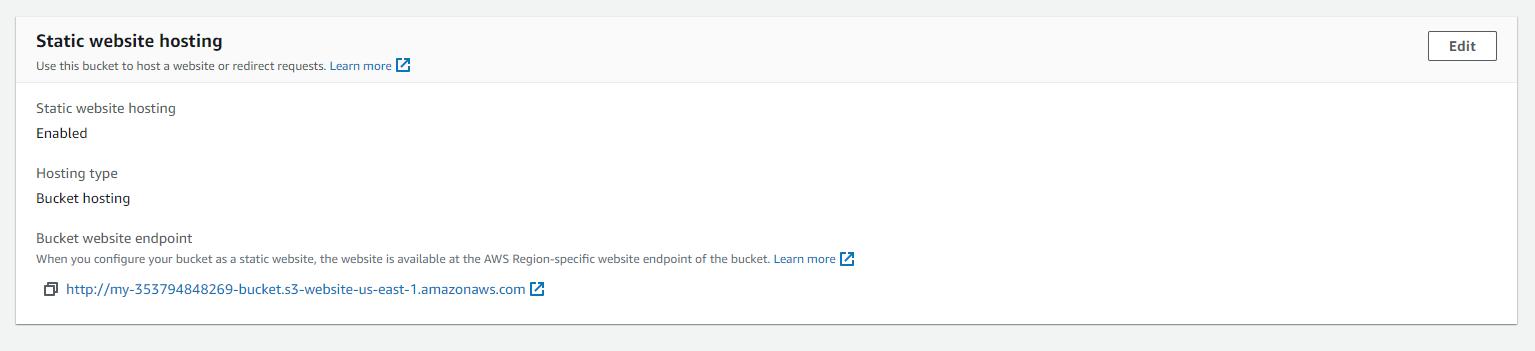 Static website hosting
Edit
Use this bucket to host a website or redirect requests. Learn more
Static website hosting
Enabled
Hosting type
Bucket hosting
Bucket website endpoint
When you configure your bucket as a static website, the website is available at the AWS Region-specific website endpoint of the bucket. Learn more
http://my-353794848269-bucket.s3-website-us-east-1.amazonaws.com